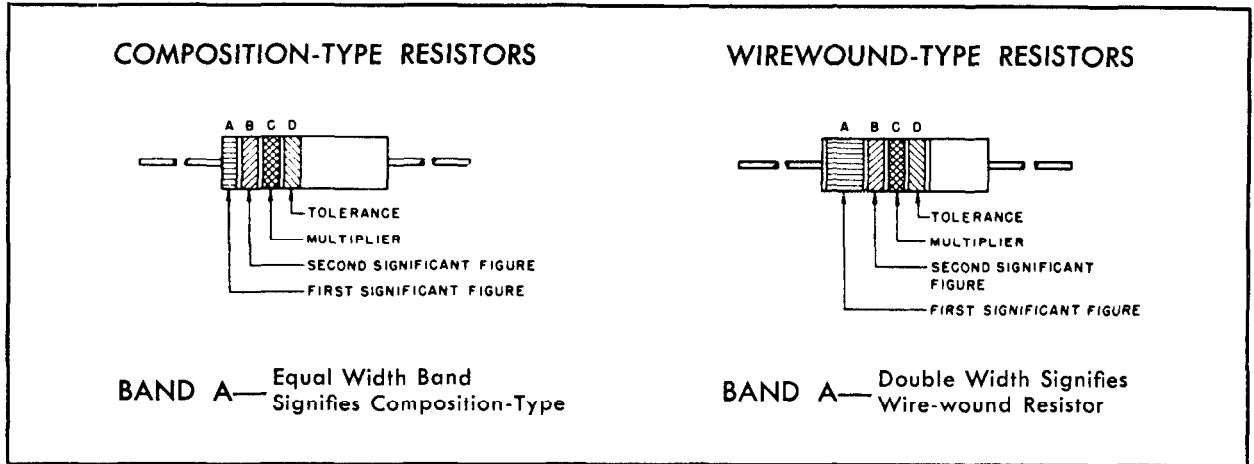 COMPOSITION-TYPE RESISTORS
A B C D
TOLERANCE
MULTIPLIER
SECOND SIGNIFICANT FIGURE
FIRST SIGNIFICANT FIGURE
BAND A— Equal Width Band
Signifies Composition-Type
WIREWOUND-TYPE RESISTORS
A B C D
TOLERANCE
MULTIPLIER
SECOND SIGNIFICANT
FIGURE
FIRST SIGNIFICANT FIGURE
BAND A— Double Width Signifies
Wire-wound Resistor